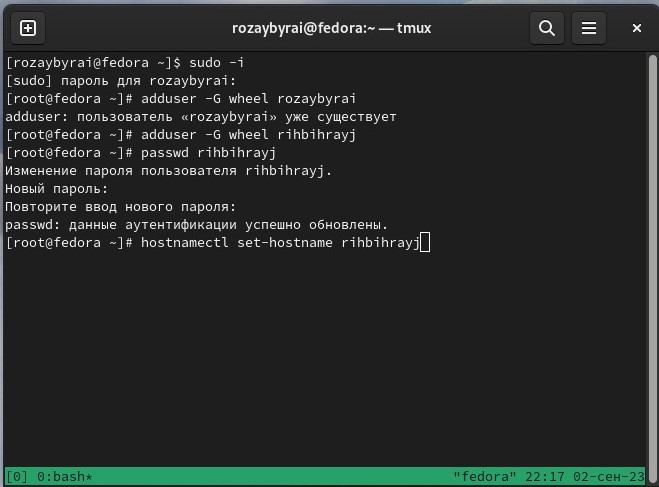 rozaybyrai@fedora:~ — tmux
[rozaybyrai@fedora ~]$ sudo -i
[sudo] пароль для rozaybyrai:
[root@fedora ~]# adduser -G wheel rozaybyrai
adduser: пользователь «rozaybyrai» уже существует
[root@fedora ~]# adduser -G wheel rihbihrayj
[root@fedora ~]# passwd rihbihrayj
Изменение пароля пользователя rihbihrayj.
Новый пароль:
Повторите ввод нового пароля:
passwd: данные аутентификации успешно обновлены.
[root@fedora ~]# hostnamectl set-hostname rihbihrayj
[0] 0:bash* "fedora" 22:17 02-сен-23